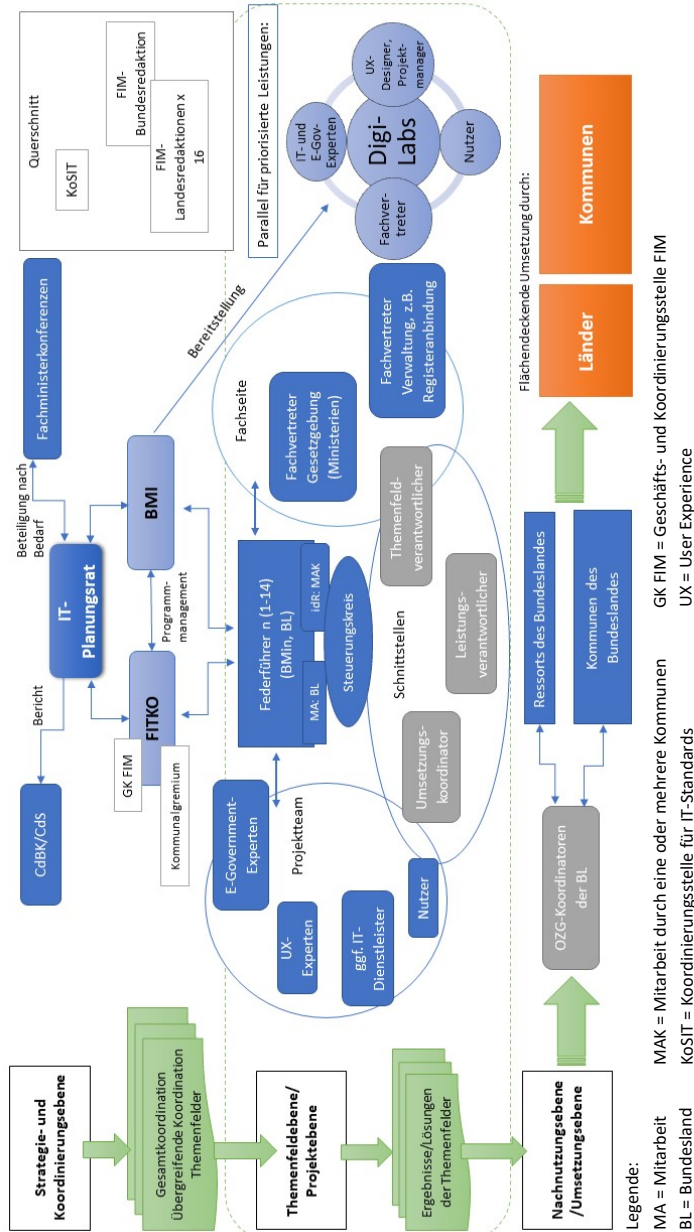 Strategie- und
Koordinierungsebene
Gesamtkoordination
Übergreifende Koordination
Themenfelder
Themenfeldebene/
Projektebene
Ergebnisse/Lösungen
der Themenfelder
Nachnutzungsebene
/Umsetzungsebene
CdBK/CdS
Bericht
IT-
Planungsrat
Beteiligung nach
Bedarf
Fachministerkonferenzen
GK FIM
FITKO
Kommunalgremium
Programm-
management
BMI
Bereitstellung
Querschnitt
KoSIT
FIM-
Bundesredaktion
FIM-
Landesredaktionen x
16
E-Government-
Experten
UX-
Experten
Projektteam
ggf. IT-
Dienstleister
Nutzer
Federführer n (1-14)
(BMin, BL)
MA: BL
idR: MAK
Steuerungskreis
Schnittstellen
Umsetzungs-
koordinator
Leistungs-
verantwortlicher
Themenfeld-
verantwortlicher
Fachseite
Fachvertreter
Gesetzgebung
(Ministerien)
Fachvertreter
Verwaltung, z.B.
Registeranbindung
Parallel für priorisierte Leistungen:
IT- und
E-Gov-
Experten
UX-
Designer,
Projekt-
manager
Digi-
Labs
Fachver-
treter
Nutzer
OZG-Koordinatoren
der BL
Ressorts des Bundeslandes
Kommunen des
Bundeslandes
Flächendeckende Umsetzung durch:
Länder
Kommunen
Legende:
MA = Mitarbeit
L = Bundesland
MAK = Mitarbeit durch eine oder mehrere Kommunen
KoSIT = Koordinierungsstelle für IT-Standards
GK FIM = Geschäfts- und Koordinierungsstelle FIM
UX = User Experience